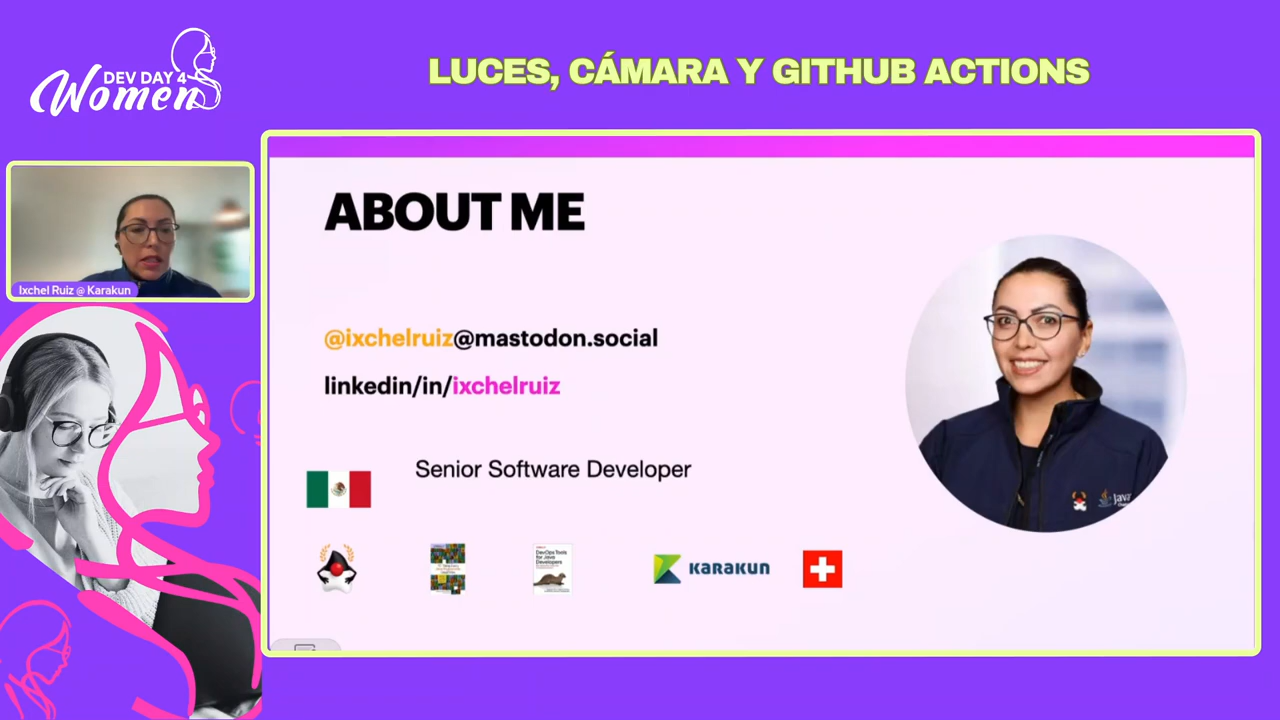 DEV DAY 4
Women
LUCES, CÁMARA Y GITHUB ACTIONS
Ixchel Ruiz @ Karakun
ABOUT ME
@ixchelruiz@mastodon.social
linkedin/in/ixchelruiz
Senior Software Developer
DevOps Tools
for Java
Developers
KARAKUN
Java